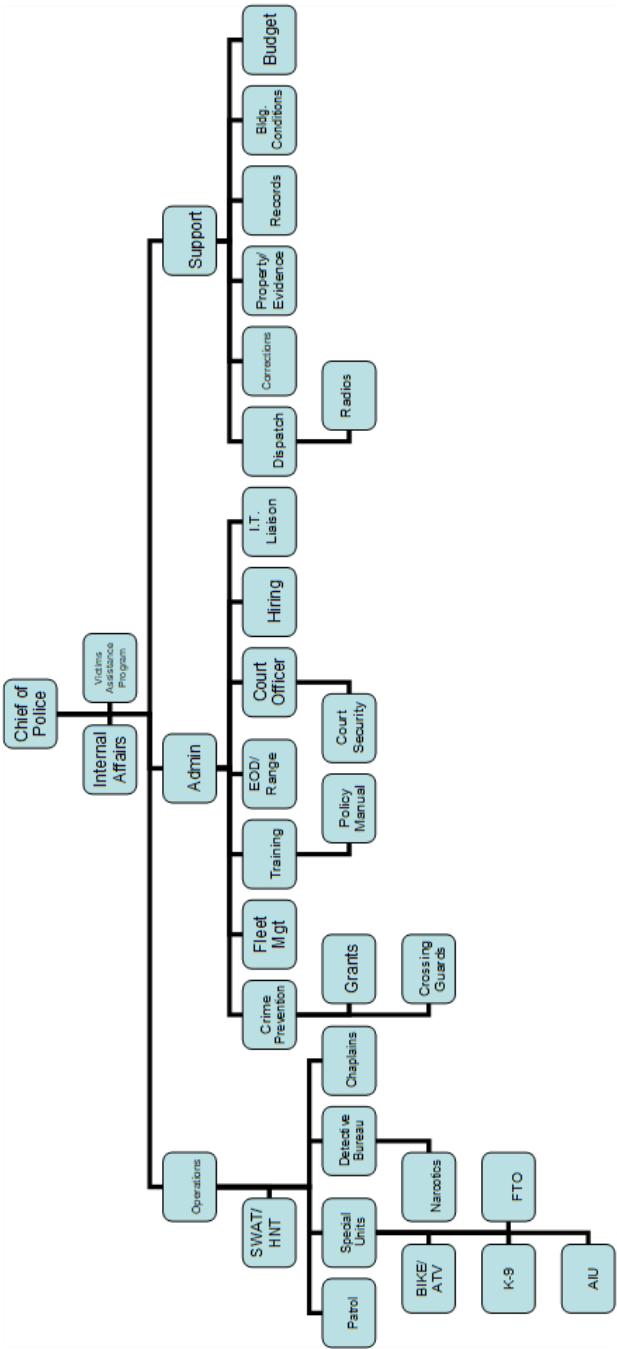 Chief of
Police
Internal
Affairs
Victims
Assistance
Program
Operations
Admin
Support
SWAT/
HNT
Crime
Prevention
Fleet
Mgt
Training
EOD/
Range
Court
Officer
Hiring
I.T.
Liaison
Dispatch
Corrections
Property/
Evidence
Records
Bldg.
Conditions
Budget
Patrol
Special
Units
Detective
Bureau
Chaplains
Grants
Policy
Manual
Court
Security
Radios
BIKE/
ATV
Narcotics
Crossing
Guards
K-9
FTO
AIU